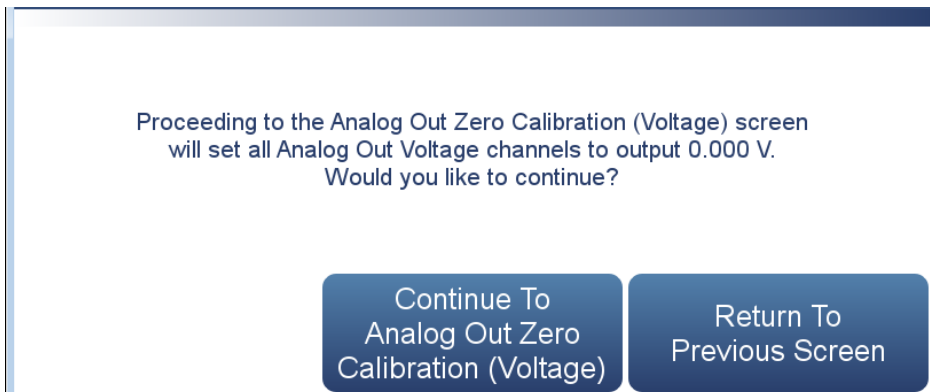 Proceeding to the Analog Out Zero Calibration (Voltage) screen
will set all Analog Out Voltage channels to output 0.000 V.
Would you like to continue?
Continue To
Analog Out Zero
Calibration (Voltage)
Return To
Previous Screen